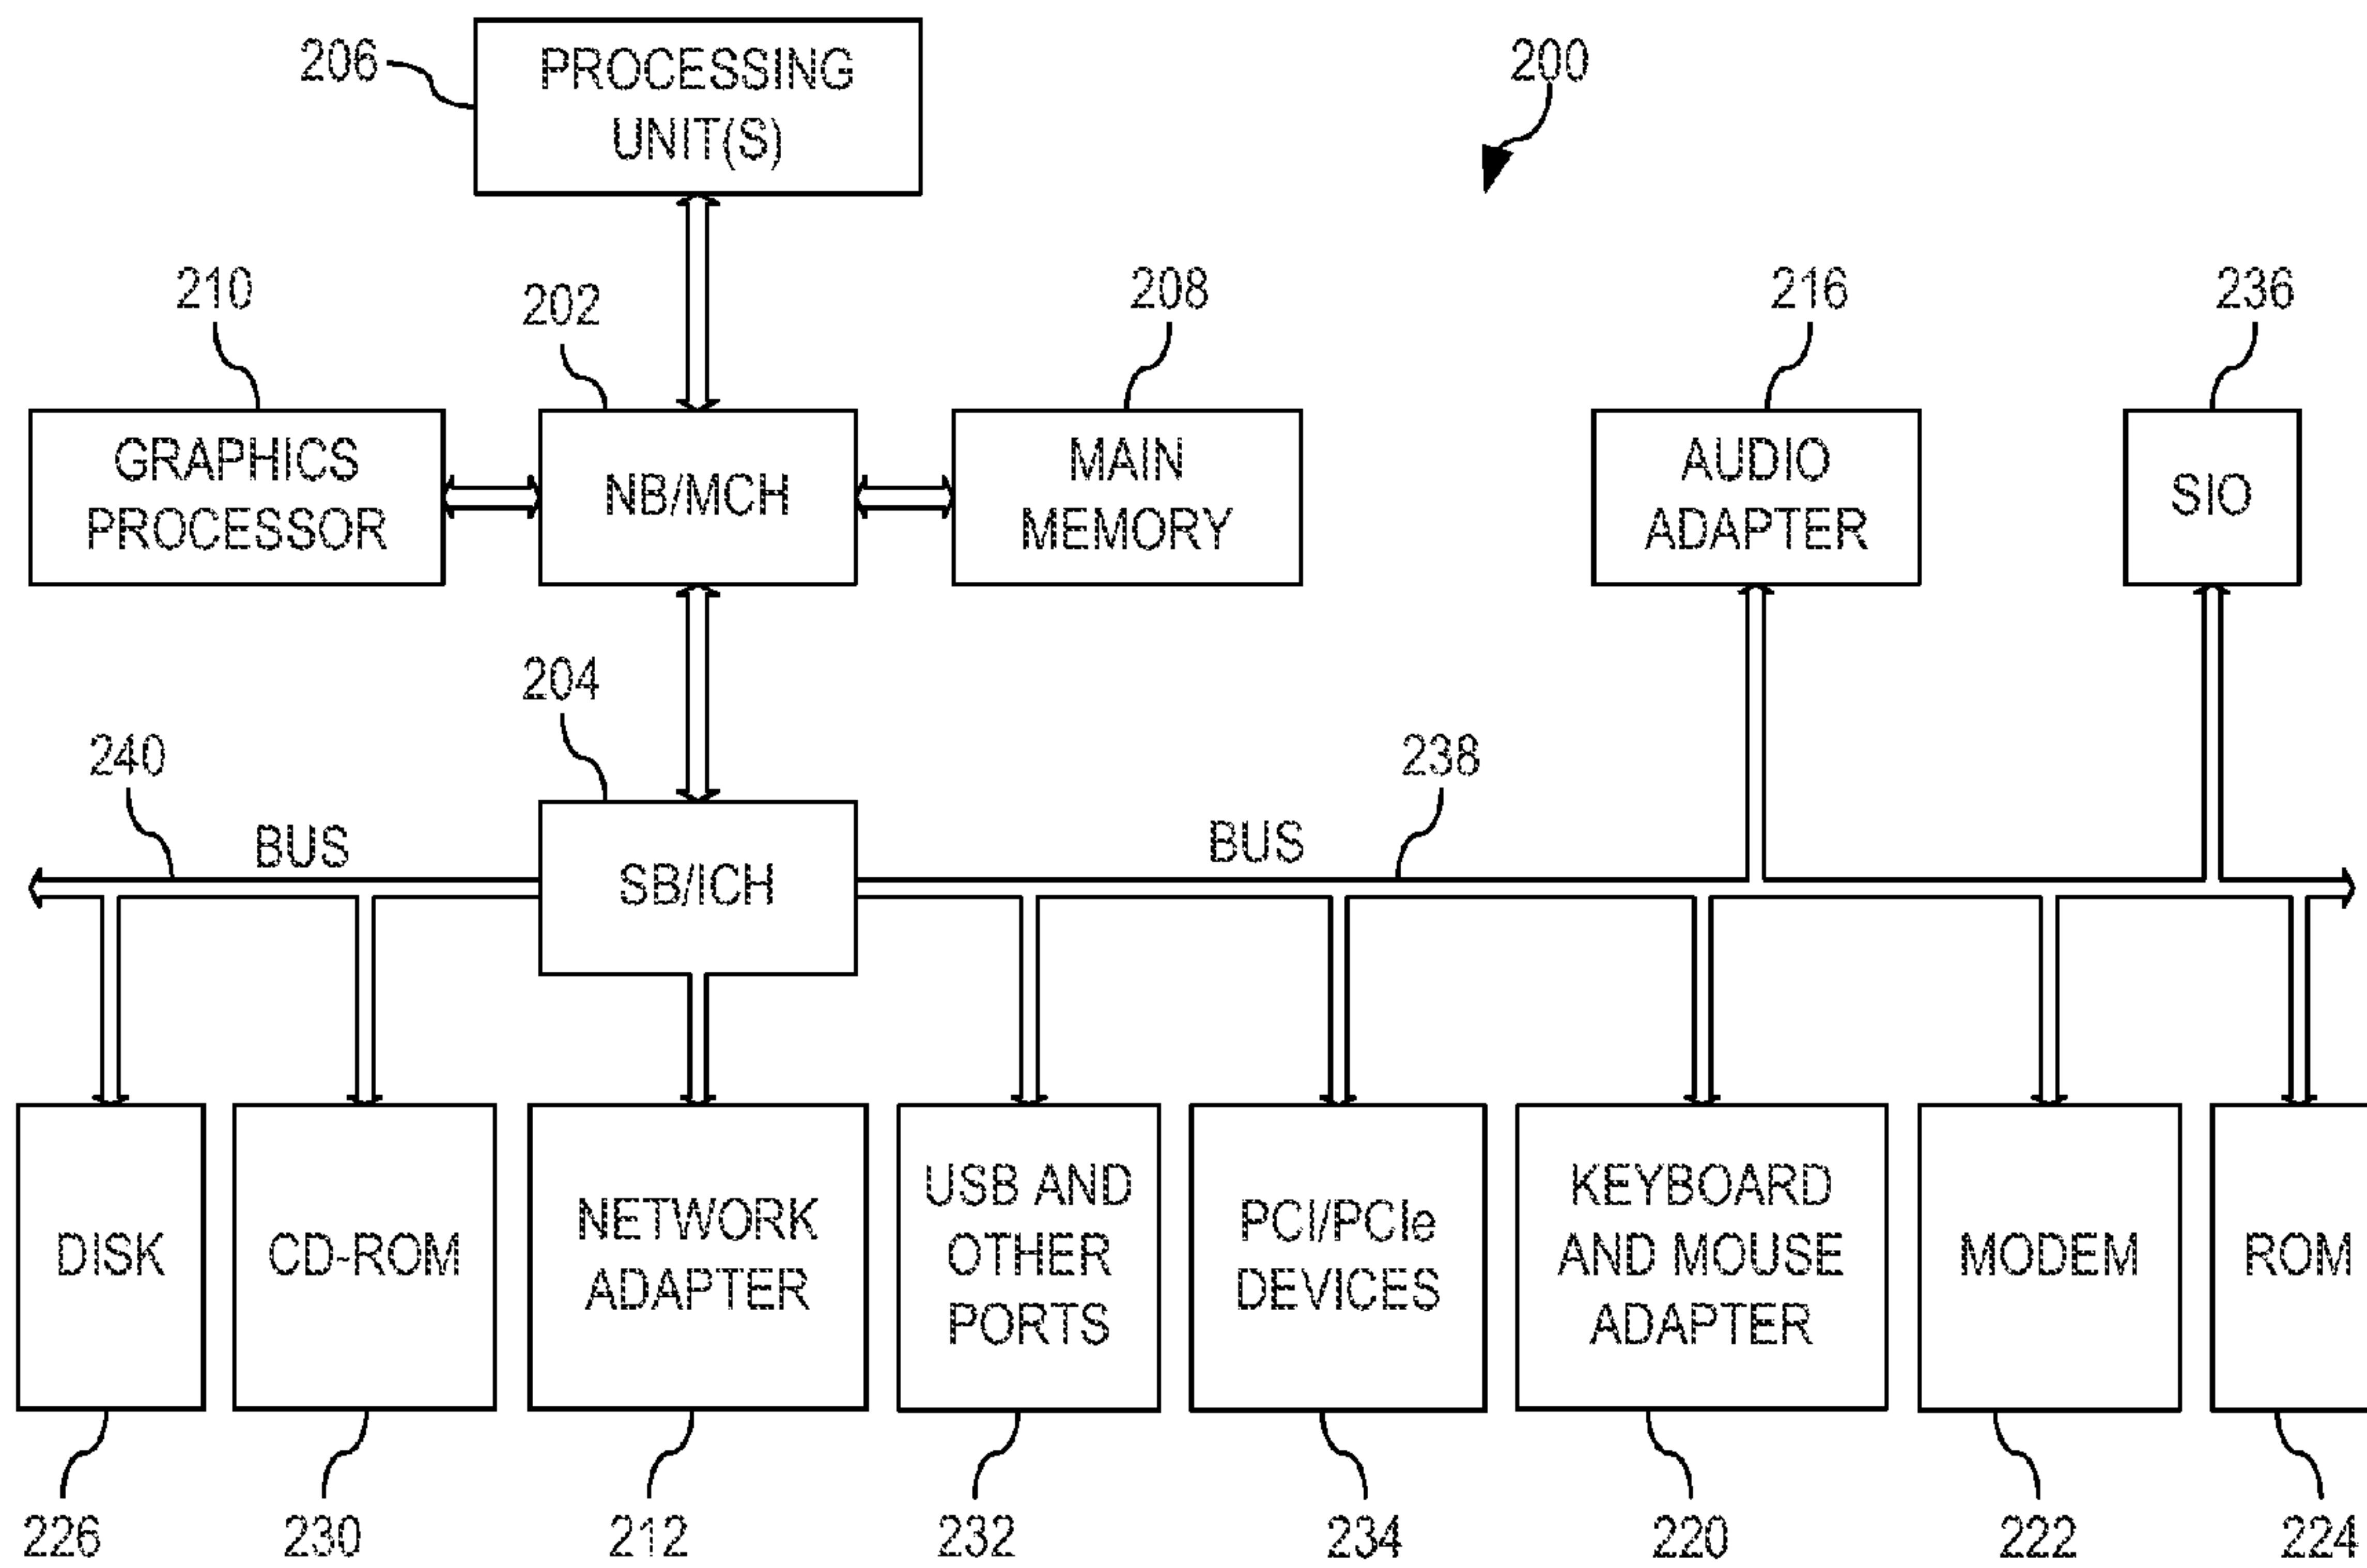 206
PROCESSING
UNIT(S)
200
210
202
208
216
236
GRAPHICS
PROCESSOR
NB/MCH
MAIN
MEMORY
AUDIO
ADAPTER
SIO
204
240
238
BUS
SB/ICH
BUS
DISK
CD-ROM
NETWORK
ADAPTER
USB AND
OTHER
PORTS
PCI/PCIe
DEVICES
KEYBOARD
AND MOUSE
ADAPTER
MODEM
ROM
226
230
212
232
234
220
222
224